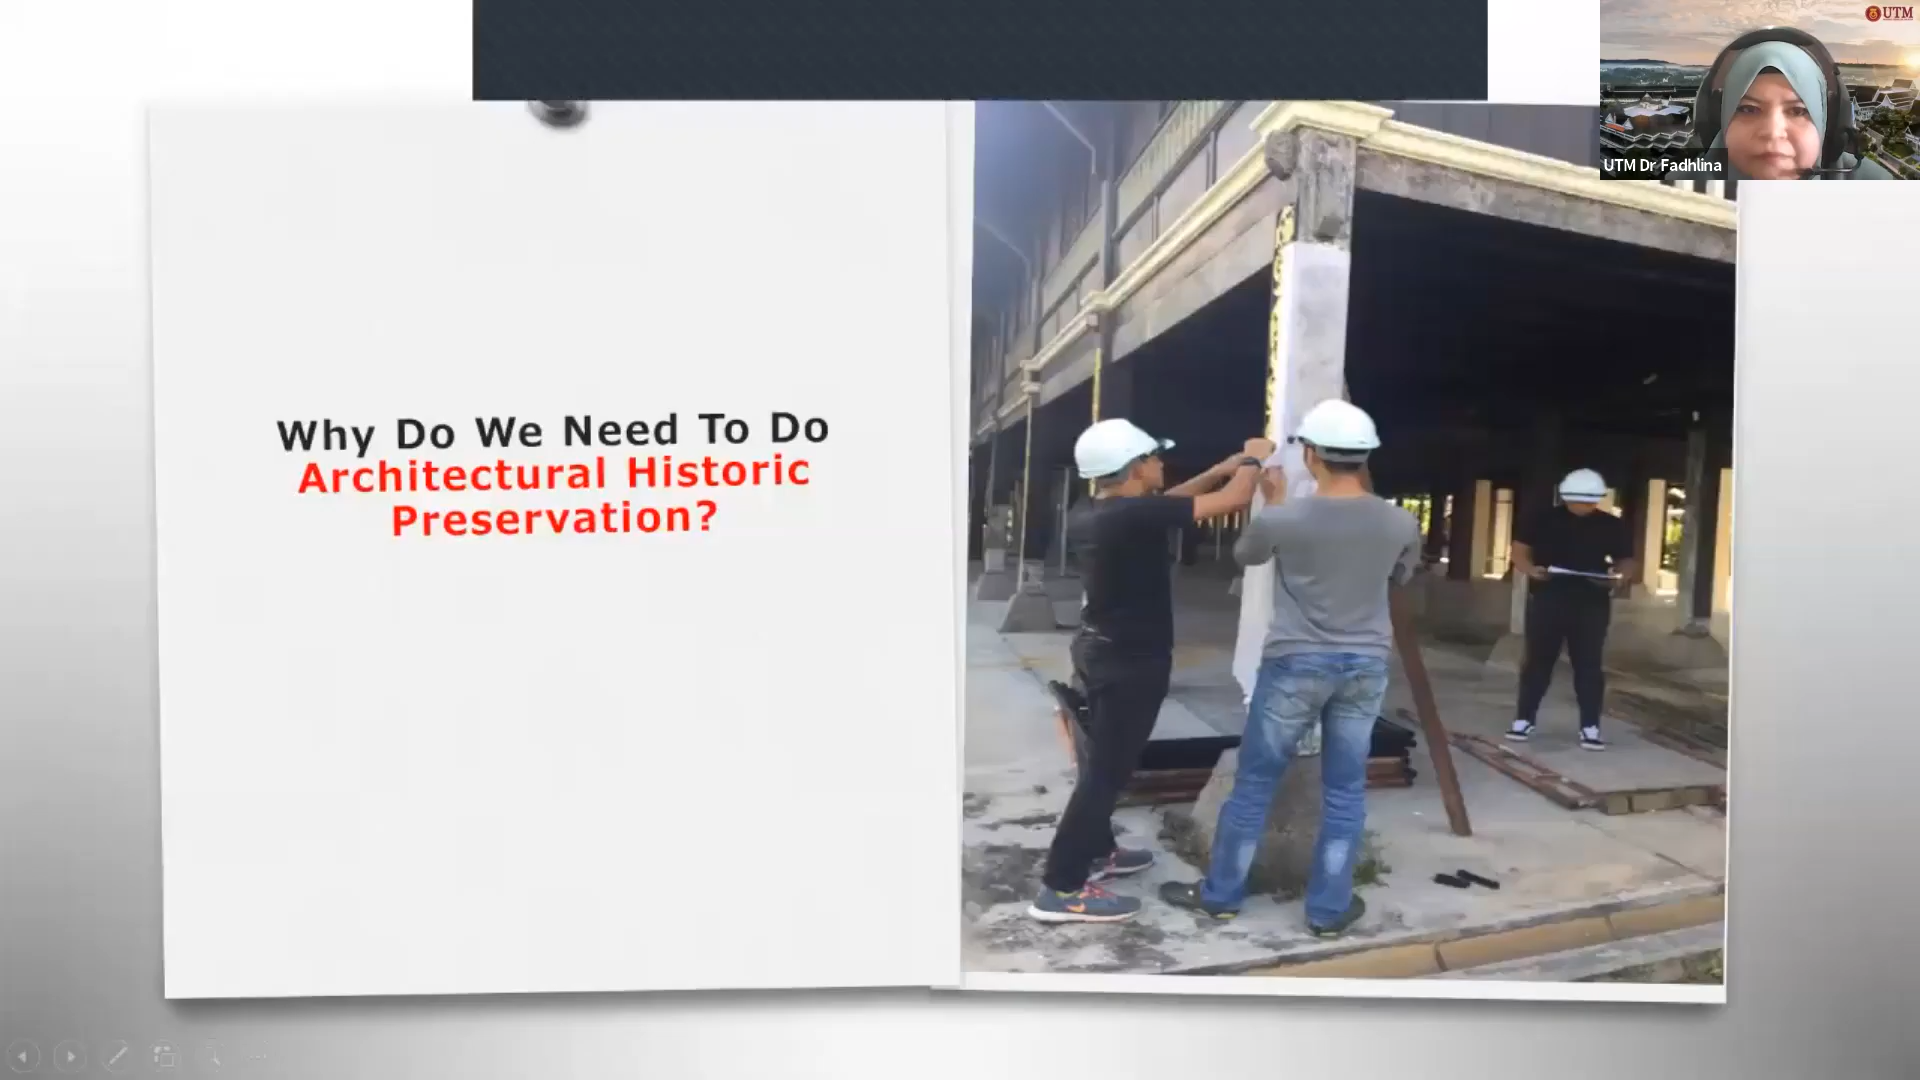 UTM
UTM Dr Fadhlina
Why Do We Need To Do
Architectural Historic
Preservation?